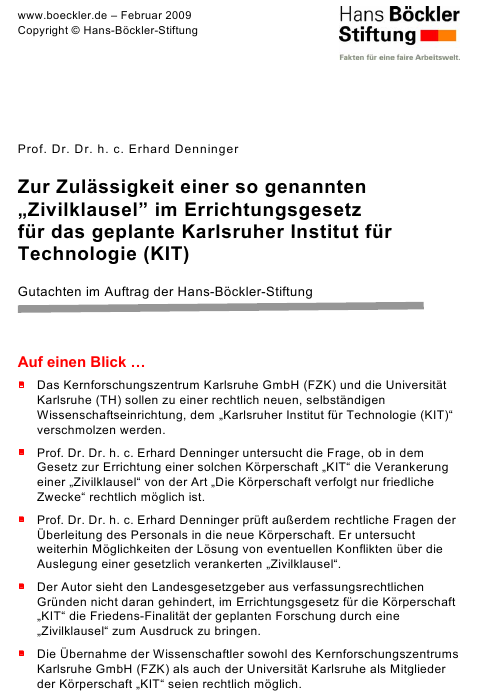 www.boeckler.de – Februar 2009
Copyright © Hans-Böckler-Stiftung
Hans Böckler
Stiftung
Fakten für eine faire Arbeitswelt.
Prof. Dr. Dr. h. c. Erhard Denninger
Zur Zulässigkeit einer so genannten
„Zivilklausel” im Errichtungsgesetz
für das geplante Karlsruher Institut für
Technologie (KIT)
Gutachten im Auftrag der Hans-Böckler-Stiftung
Auf einen Blick …
Das Kernforschungszentrum Karlsruhe GmbH (FZK) und die Universität
Karlsruhe (TH) sollen zu einer rechtlich neuen, selbständigen
Wissenschaftseinrichtung, dem „Karlsruher Institut für Technologie (KIT)“
verschmolzen werden.
Prof. Dr. Dr. h. c. Erhard Denninger untersucht die Frage, ob in dem
Gesetz zur Errichtung einer solchen Körperschaft „KIT“ die Verankerung
einer „Zivilklausel“ von der Art „Die Körperschaft verfolgt nur friedliche
Zwecke“ rechtlich möglich ist.
Prof. Dr. Dr. h. c. Erhard Denninger prüft außerdem rechtliche Fragen der
Überleitung des Personals in die neue Körperschaft. Er untersucht
weiterhin Möglichkeiten der Lösung von eventuellen Konflikten über die
Auslegung einer gesetzlich verankerten „Zivilklausel“.
Der Autor sieht den Landesgesetzgeber aus verfassungsrechtlichen
Gründen nicht daran gehindert, im Errichtungsgesetz für die Körperschaft
„KIT“ die Friedens-Finalität der geplanten Forschung durch eine
„Zivilklausel“ zum Ausdruck zu bringen.
Die Übernahme der Wissenschaftler sowohl des Kernforschungszentrums
Karlsruhe GmbH (FZK) als auch der Universität Karlsruhe als Mitglieder
der Körperschaft „KIT“ seien rechtlich möglich.